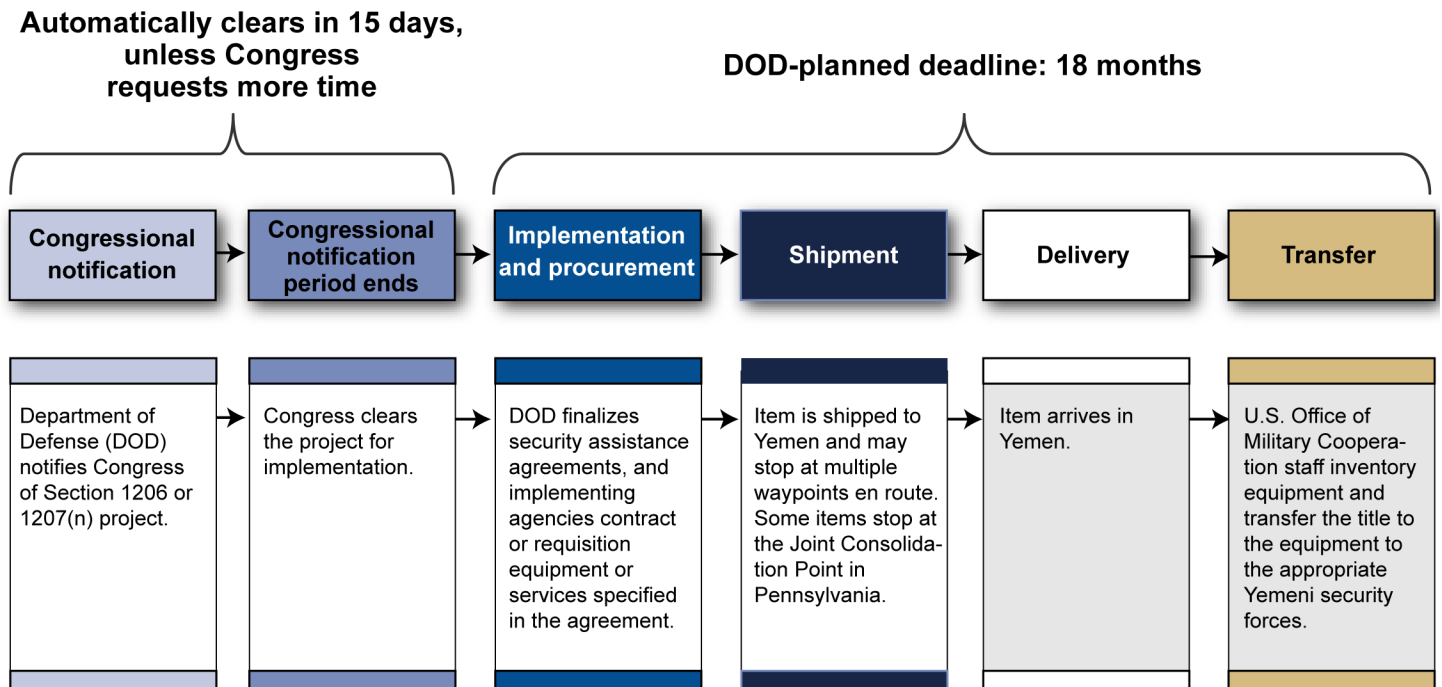 Automatically clears in 15 days,
unless Congress
requests more time
DOD-planned deadline: 18 months
Congressional
notification
Congressional
notification
period ends
Implementation
and procurement
Shipment
Delivery
Transfer
Department of
Defense (DOD)
notifies Congress
of Section 1206 or
1207(n) project.
Congress clears
the project for
implementation.
DOD finalizes
security assistance
agreements, and
implementing
agencies contract
or requisition
equipment or
services specified
in the agreement.
Item is shipped to
Yemen and may
stop at multiple
waypoints en route.
Some items stop at
the Joint Consolida-
tion Point in
Pennsylvania.
Item arrives in
Yemen.
U.S. Office of
Military Coopera-
tion staff inventory
equipment and
transfer the title to
the equipment to
the appropriate
Yemeni security
forces.